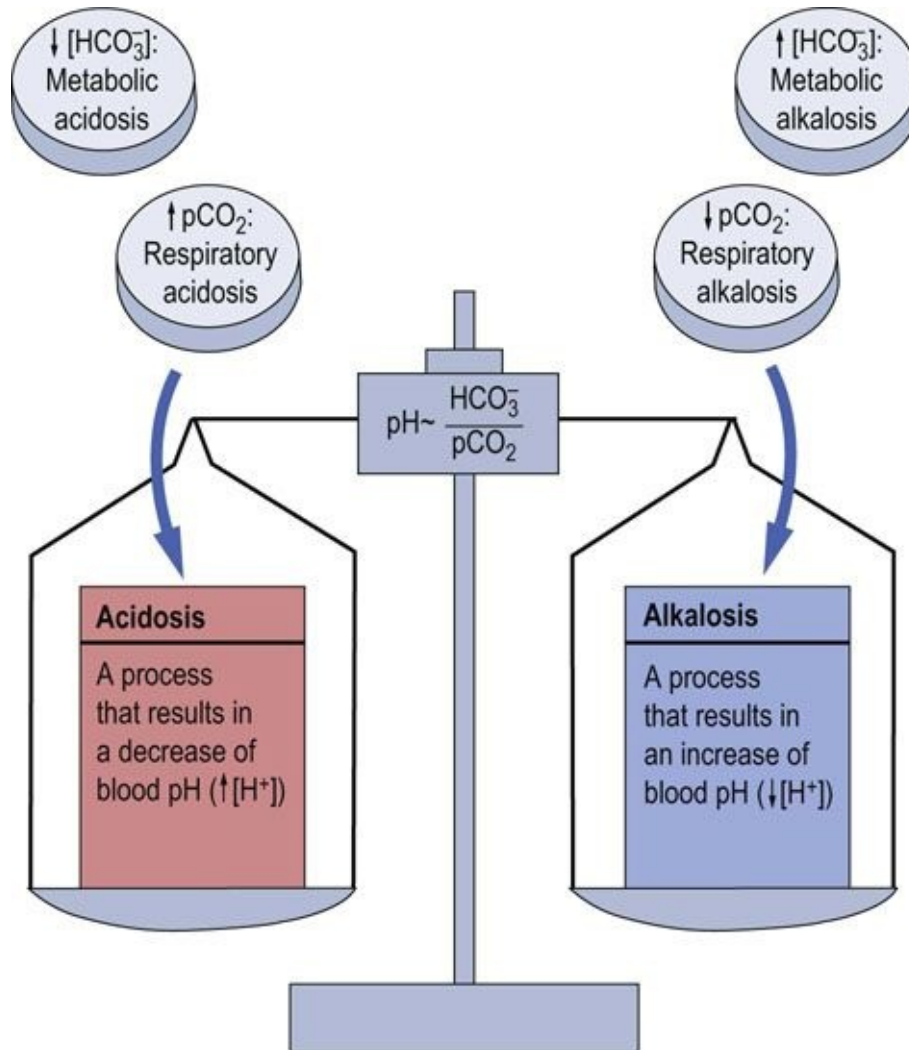 ↓ [HCO₃⁻]:
Metabolic
acidosis
↑ pCO₂:
Respiratory
acidosis
↑ [HCO₃⁻]:
Metabolic
alkalosis
↓ pCO₂:
Respiratory
alkalosis
pH~ HCO₃⁻
pCO₂
Acidosis
A process
that results in
a decrease of
blood pH (↑[H⁺])
Alkalosis
A process
that results in
an increase of
blood pH (↓[H⁺])